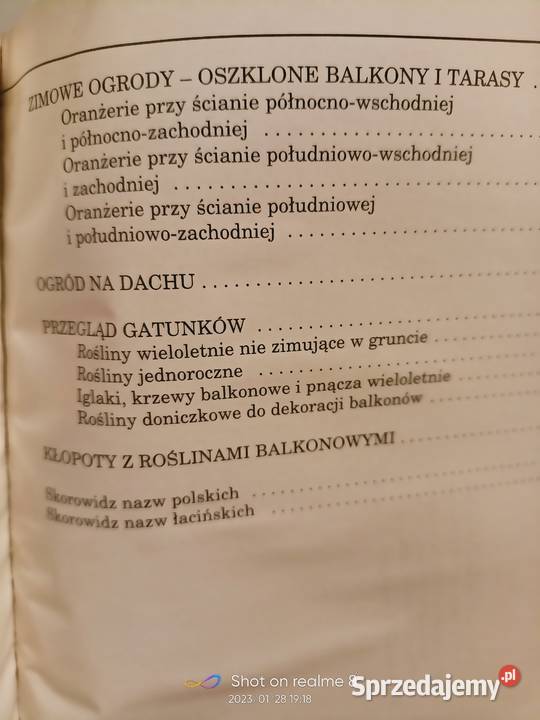 ZIMOWE OGRODY – OSZKLONE BALKONY I TARASY .
Oranżerie przy ścianie północno-wschodniej
i północno-zachodniej . . . . . . . . . . . . . . . . . . . . . .
Oranżerie przy ścianie południowo-wschodniej
i zachodniej . . . . . . . . . . . . . . . . . . . . . . . . . . . . .
Oranżerie przy ścianie południowej
i południowo-zachodniej . . . . . . . . . . . . . . . . . . . .
OGRÓD NA DACHU . . . . . . . . . . . . . . . . . . . . . . . . . . .
PRZEGLĄD GATUNKÓW . . . . . . . . . . . . . . . . . . . . . .
Rośliny wieloletnie nie zimujące w gruncie . . . . . . . .
Rośliny jednoroczne . . . . . . . . . . . . . . . . . . . . . . .
Iglaki, krzewy balkonowe i pnącza wieloletnie . . . . . .
Rośliny doniczkowe do dekoracji balkonów . . . . . . . .
KŁOPOTY Z ROŚLINAMI BALKONOWYMI . . . . . . . . . .
Skorowidz nazw polskich . . . . . . . . . . . . . . . . . . . . .
Skorowidz nazw łacińskich . . . . . . . . . . . . . . . . . . . .
Shot on realme 8
2023.01.28 19:18
Sprzedajemy.pl